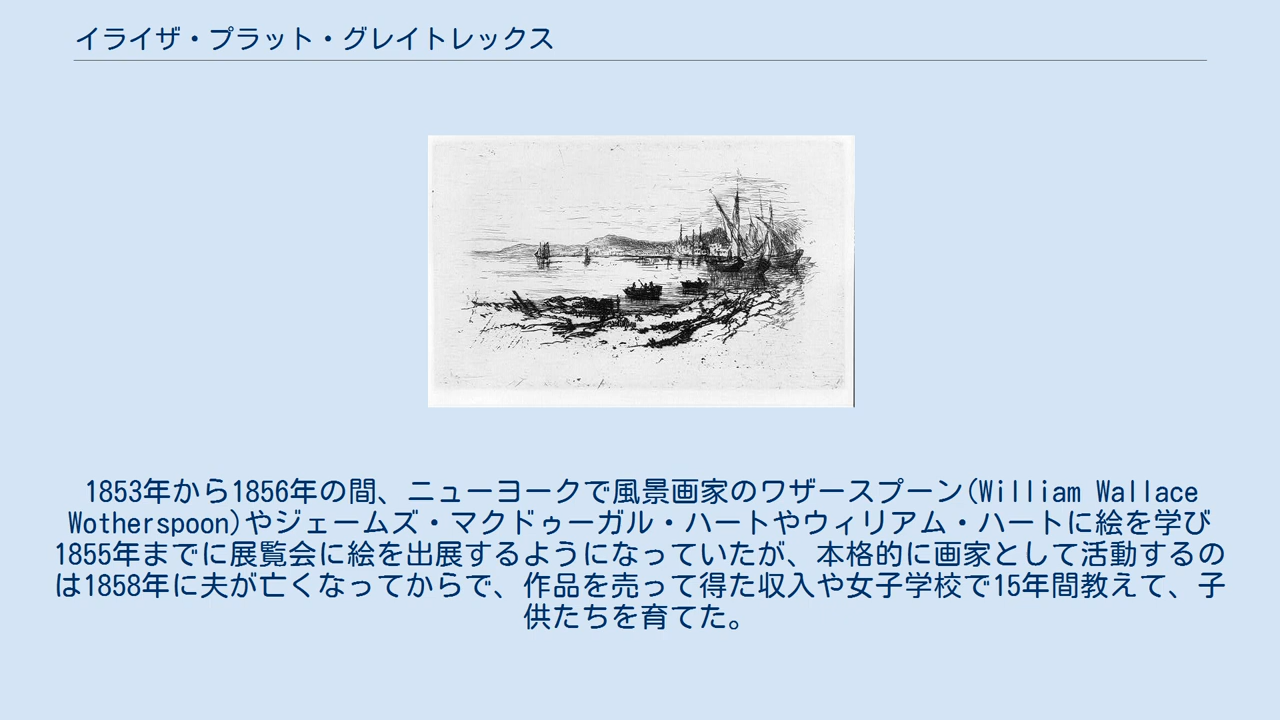 イライザ・プラット・グレイトレックス
1853年から1856年の間、ニューヨークで風景画家のワザースプーン(William Wallace
Wotherspoon)やジェームズ・マクドゥーガル・ハートやウィリアム・ハートに絵を学び
1855年までに展覧会に絵を出展するようになっていたが、本格的に画家として活動するの
は1858年に夫が亡くなってからで、作品を売って得た収入や女子学校で15年間教えて、子
供たちを育てた。